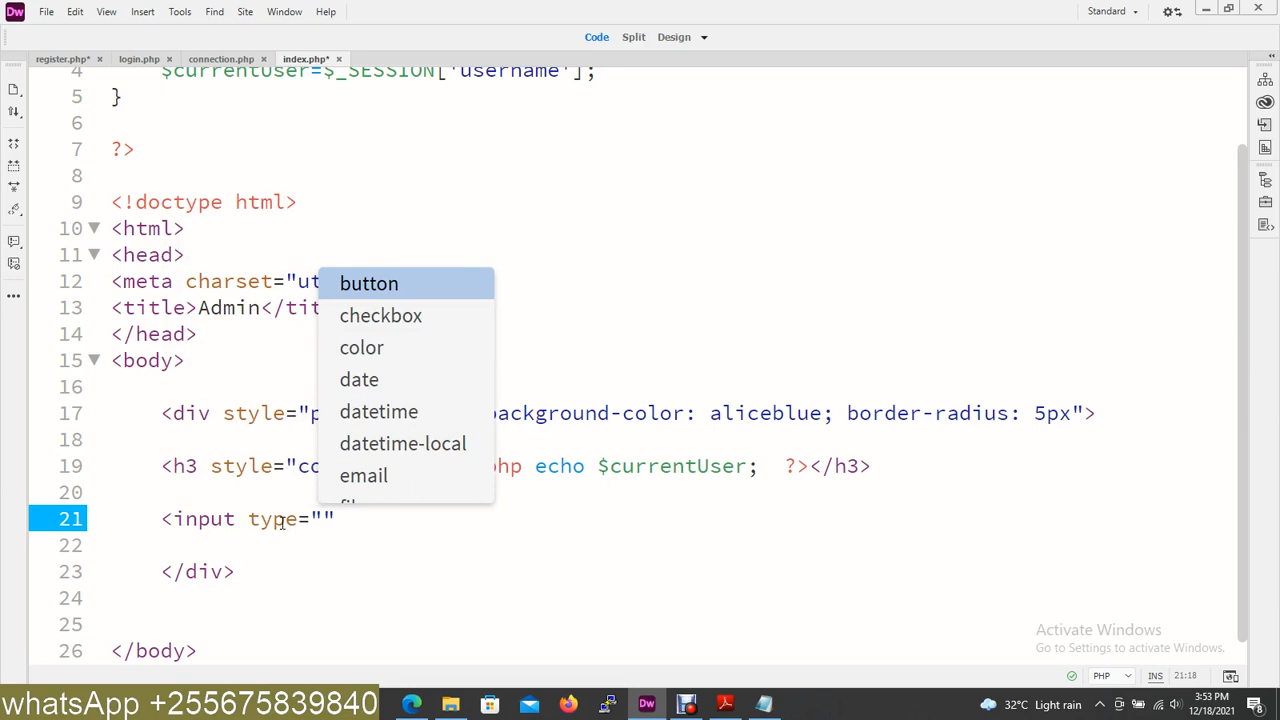 Dw File Edit View Insert Tools Find Site Window Help Standard
Code Split Design
register.php* × login.php × connection.php × index.php* ×
4 $currentUser=$_SESSION['username'];
5 }
6
7 ?>
8
9 <!doctype html>
10 <html>
11 <head>
12 <meta charset="ut
13 <title>Admin</tit
14 </head>
15 <body>
16
17 <div style="p background-color: aliceblue; border-radius: 5px">
18
19 <h3 style="co php echo $currentUser; ?></h3>
20
21 <input type=""
22
23 </div>
24
25
26 </body>
button
checkbox
color
date
datetime
datetime-local
email
Activate Windows
Go to Settings to activate Windows.
PHP INS 21:18
whatsApp +255675839840
Dw
32°C Light rain
3:53 PM
12/18/2021
8